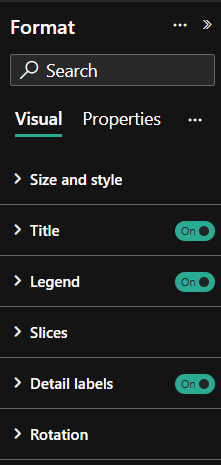 Format
Search
Visual Properties
Size and style
Title On
Legend On
Slices
Detail labels On
Rotation